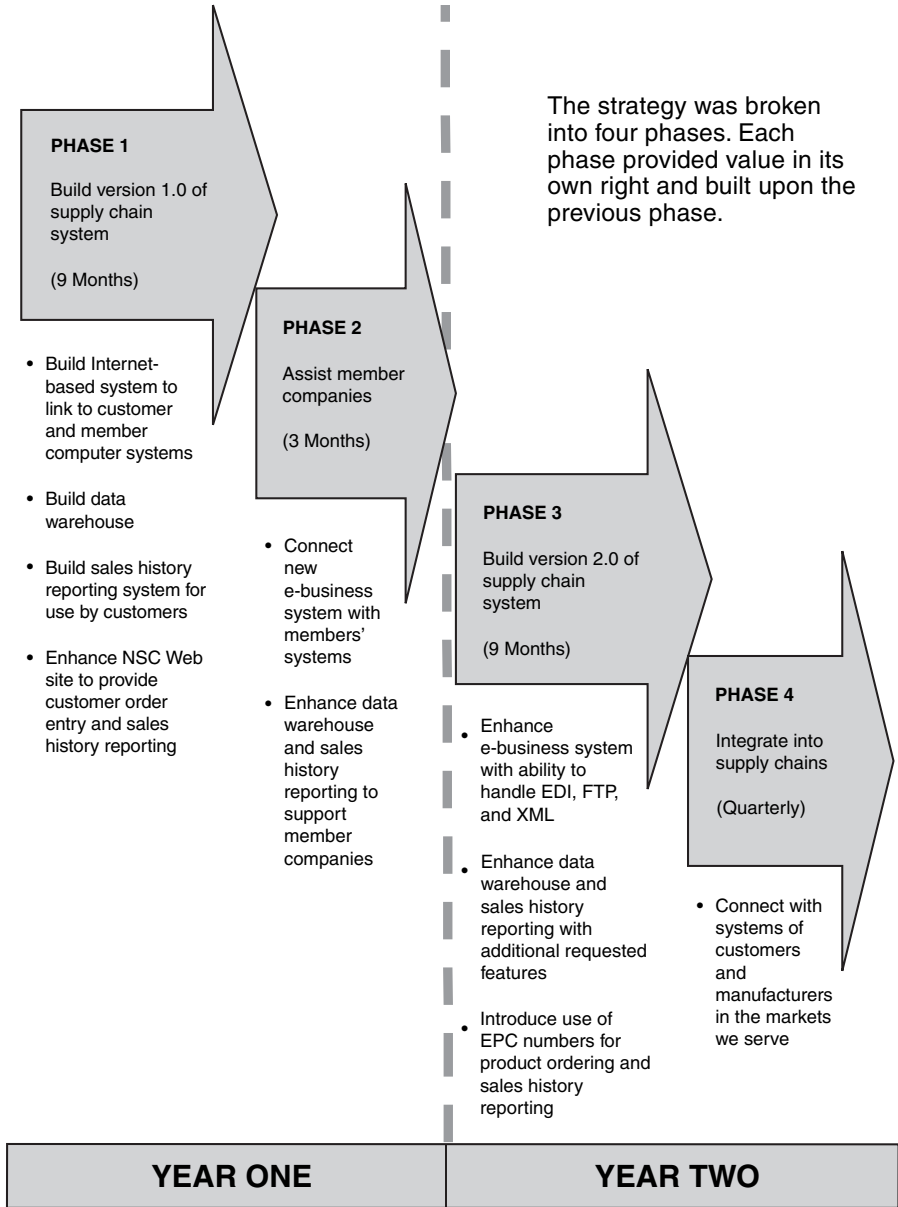 The strategy was broken
into four phases. Each
phase provided value in its
own right and built upon the
previous phase.
PHASE 1
Build version 1.0 of
supply chain
system
(9 Months)
• Build Internet-
based system to
link to customer
and member
computer systems
• Build data
warehouse
• Build sales history
reporting system for
use by customers
• Enhance NSC Web
site to provide
customer order
entry and sales
history reporting
PHASE 2
Assist member
companies
(3 Months)
• Connect
new
e-business
system with
members’
systems
• Enhance data
warehouse
and sales
history
reporting to
support
member
companies
PHASE 3
Build version 2.0 of
supply chain
system
(9 Months)
• Enhance
e-business system
with ability to
handle EDI, FTP,
and XML
• Enhance data
warehouse and
sales history
reporting with
additional requested
features
• Introduce use of
EPC numbers for
product ordering and
sales history
reporting
PHASE 4
Integrate into
supply chains
(Quarterly)
• Connect with
systems of
customers
and
manufacturers
in the markets
we serve
YEAR ONE
YEAR TWO